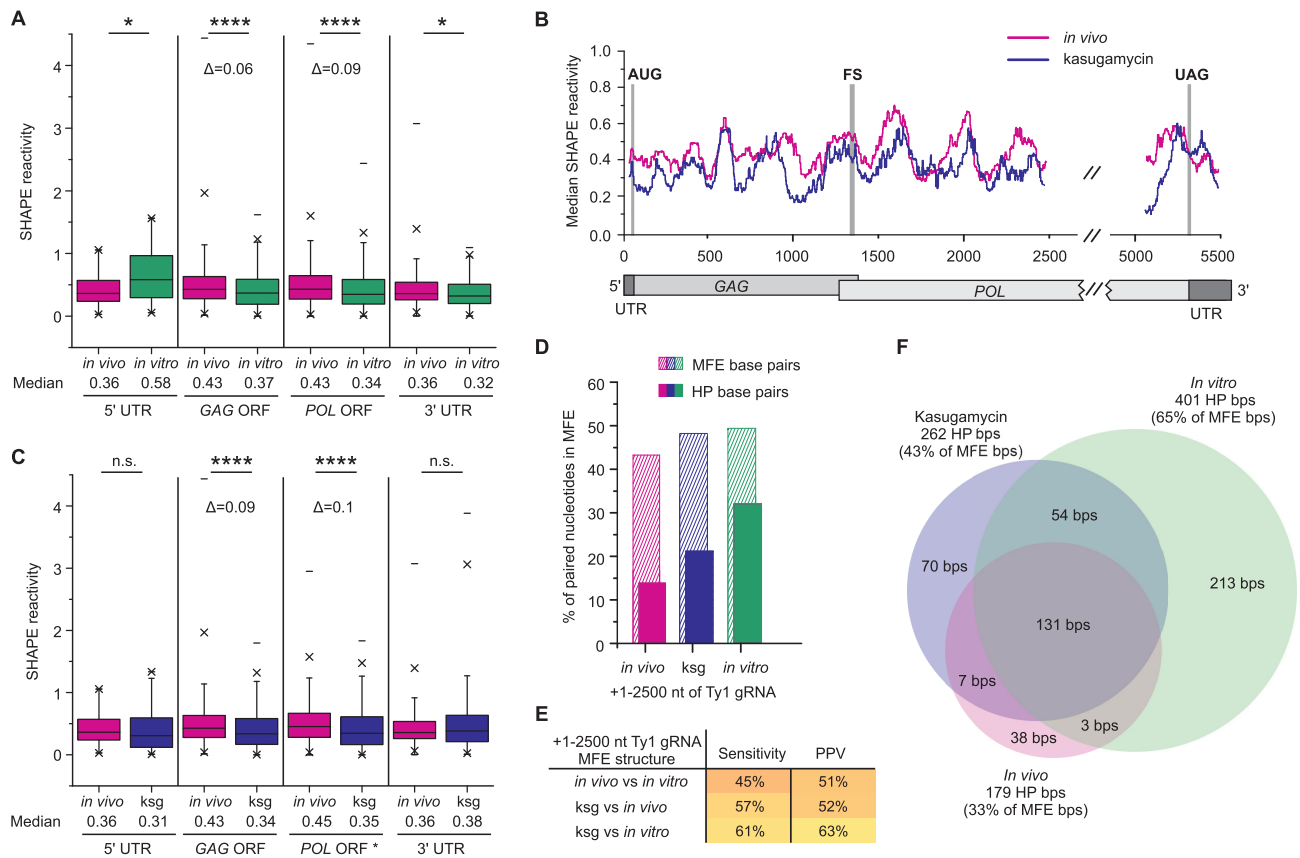 A
* **** **** *
Δ=0.06 Δ=0.09
SHAPE reactivity
4
3
2
1
0
in vivo in vitro in vivo in vitro in vivo in vitro in vivo in vitro
Median 0.36 0.58 0.43 0.37 0.43 0.34 0.36 0.32
5' UTR GAG ORF POL ORF 3' UTR
B
in vivo
kasugamycin
AUG FS UAG
Median SHAPE reactivity
1.0
0.8
0.6
0.4
0.2
0.0
//
0 500 1000 1500 2000 2500 // 5000 5500
5' GAG POL // 3'
UTR UTR
C
n.s. **** **** n.s.
Δ=0.09 Δ=0.1
SHAPE reactivity
4
3
2
1
0
in vivo ksg in vivo ksg in vivo ksg in vivo ksg
Median 0.36 0.31 0.43 0.34 0.45 0.35 0.36 0.38
5' UTR GAG ORF POL ORF * 3' UTR
D
MFE base pairs
HP base pairs
% of paired nucleotides in MFE
60
50
40
30
20
10
0
in vivo ksg in vitro
+1-2500 nt of Ty1 gRNA
E
+1-2500 nt Ty1 gRNA
MFE structure Sensitivity PPV
in vivo vs in vitro 45% 51%
ksg vs in vivo 57% 52%
ksg vs in vitro 61% 63%
F
In vitro
401 HP bps
(65% of MFE bps)
Kasugamycin
262 HP bps
(43% of MFE bps)
54 bps
70 bps
213 bps
131 bps
7 bps
3 bps
38 bps
In vivo
179 HP bps
(33% of MFE bps)